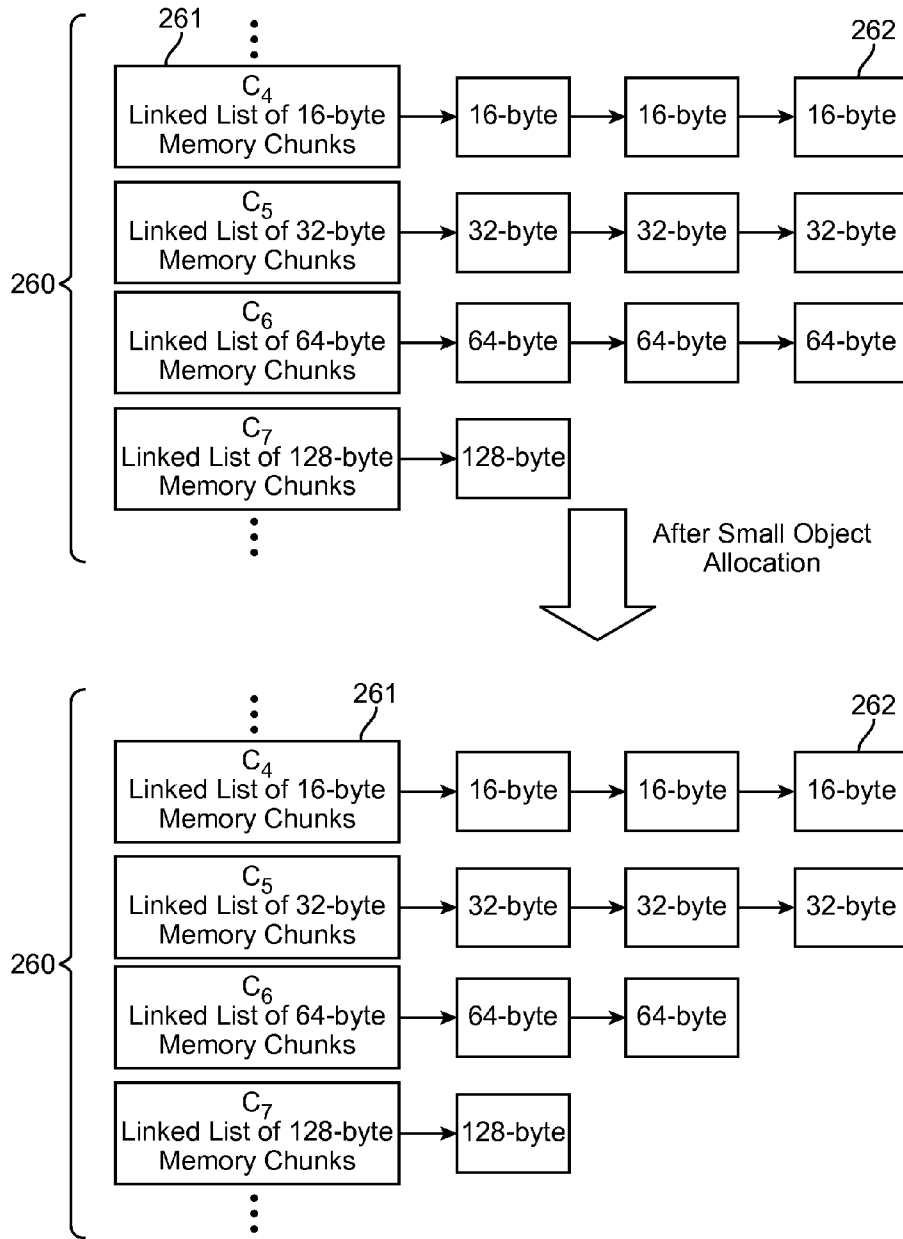 261
262
C4
Linked List of 16-byte
Memory Chunks
16-byte 16-byte 16-byte
C5
Linked List of 32-byte
Memory Chunks
32-byte 32-byte 32-byte
260
C6
Linked List of 64-byte
Memory Chunks
64-byte 64-byte 64-byte
C7
Linked List of 128-byte
Memory Chunks
128-byte
After Small Object
Allocation
261
262
C4
Linked List of 16-byte
Memory Chunks
16-byte 16-byte 16-byte
C5
Linked List of 32-byte
Memory Chunks
32-byte 32-byte 32-byte
260
C6
Linked List of 64-byte
Memory Chunks
64-byte 64-byte
C7
Linked List of 128-byte
Memory Chunks
128-byte